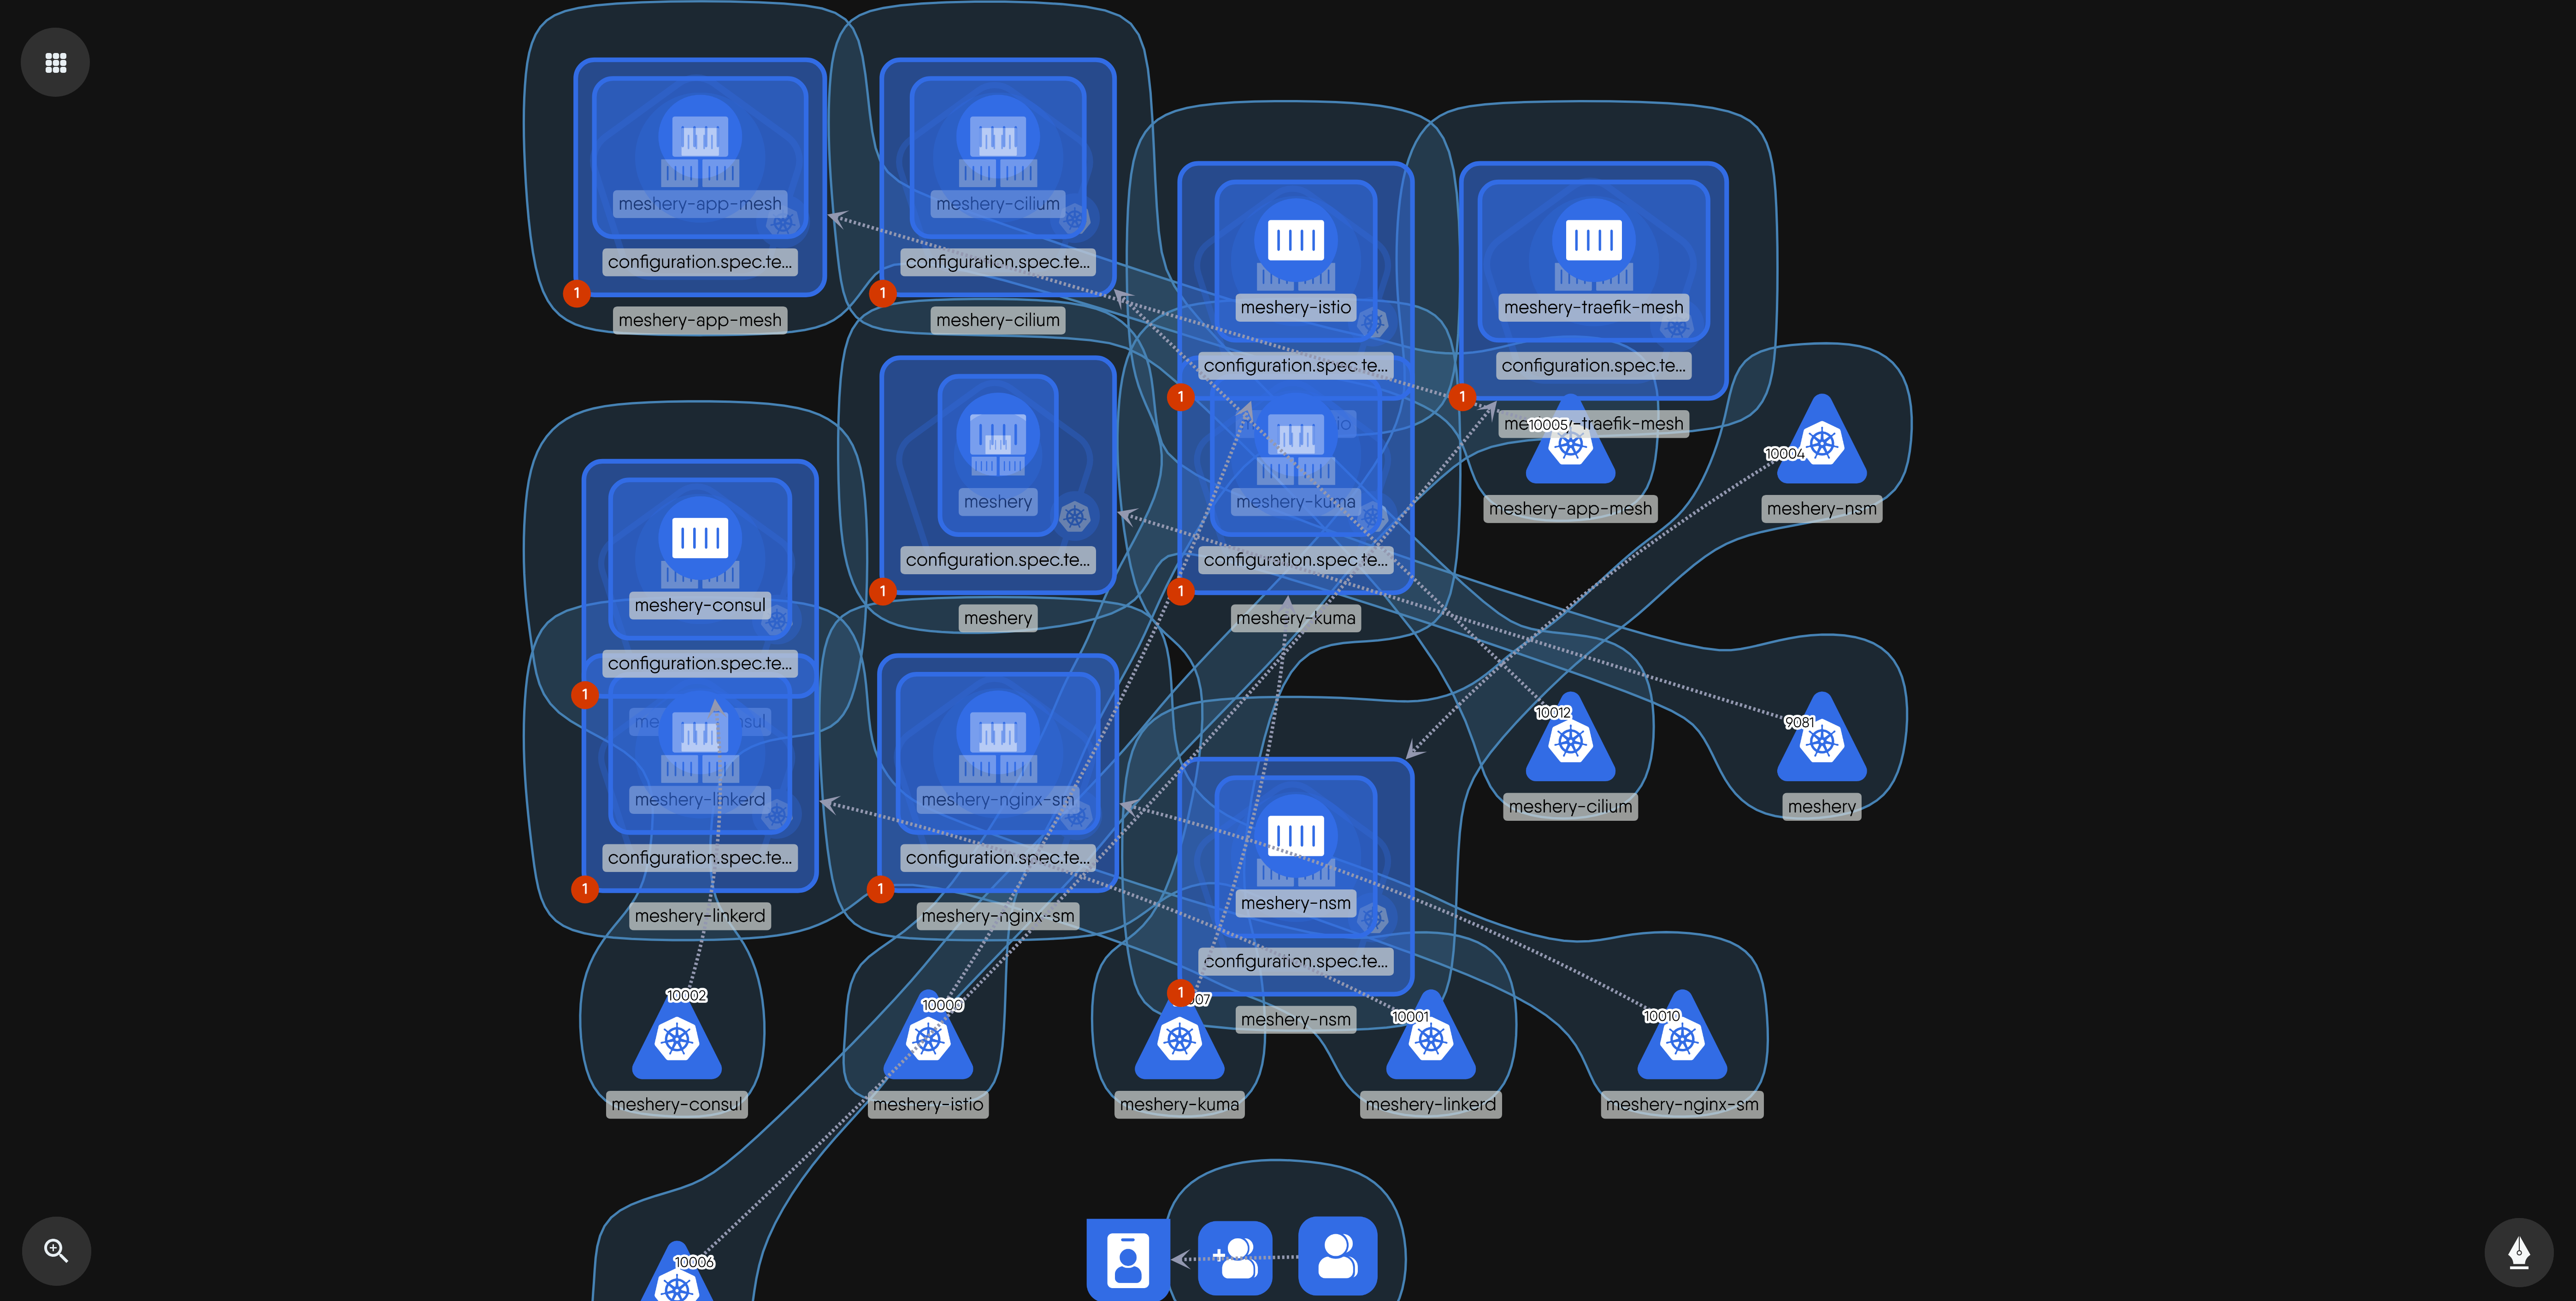 meshery-app-mesh
configuration.spec.te...
1
meshery-app-mesh
meshery-cilium
configuration.spec.te...
1
meshery-cilium
meshery-istio
configuration.spec.te...
1
meshery-traefik-mesh
configuration.spec.te...
1
-traefik-mesh
10005
meshery-app-mesh
10004
meshery-nsm
meshery
configuration.spec.te...
1
meshery
meshery-kuma
configuration.spec.te...
1
meshery-kuma
meshery-consul
configuration.spec.te...
1
meshery-linkerd
configuration.spec.te...
1
meshery-linkerd
meshery-nginx-sm
configuration.spec.te...
1
meshery-nginx-sm
10012
meshery-cilium
9081
meshery
meshery-nsm
configuration.spec.te...
1
meshery-nsm
10002
meshery-consul
10000
meshery-istio
meshery-kuma
10001
meshery-linkerd
10010
meshery-nginx-sm
10006